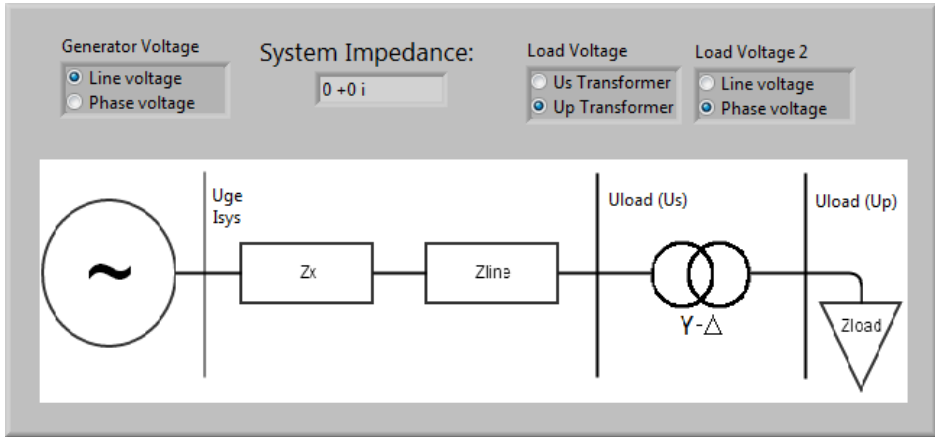 Generator Voltage
Line voltage
Phase voltage
System Impedance:
0 +0 i
Load Voltage
Us Transformer
Up Transformer
Load Voltage 2
Line voltage
Phase voltage
Uge
Isys
Uload (Us)
Uload (Up)
~
Zx
Zline
Y-△
Zload